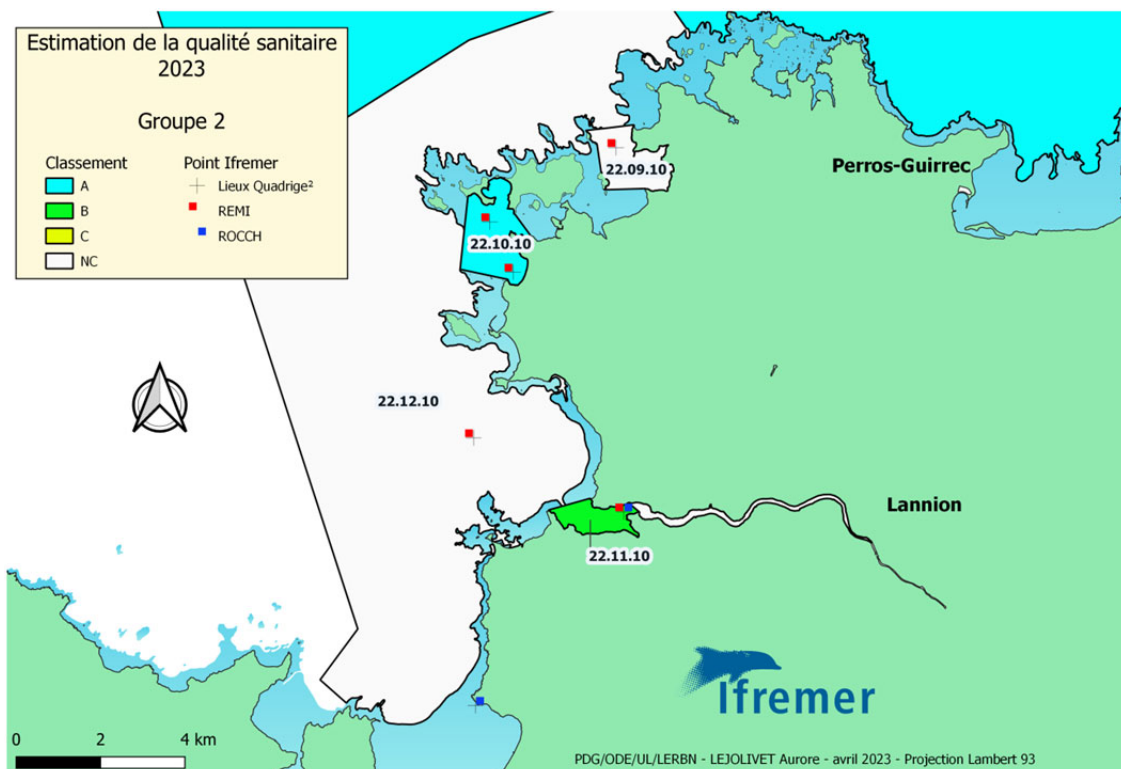 Estimation de la qualité sanitaire
2023
Groupe 2
Classement
A
B
C
NC
Point Ifremer
Lieux Quadrige²
REMI
ROCCH
Perros-Guirrec
22.09.10
22.10.10
22.12.10
Lannion
22.11.10
Ifremer
0 2 4 km
PDG/ODE/UL/LERBN - LEJOLIVET Aurore - avril 2023 - Projection Lambert 93